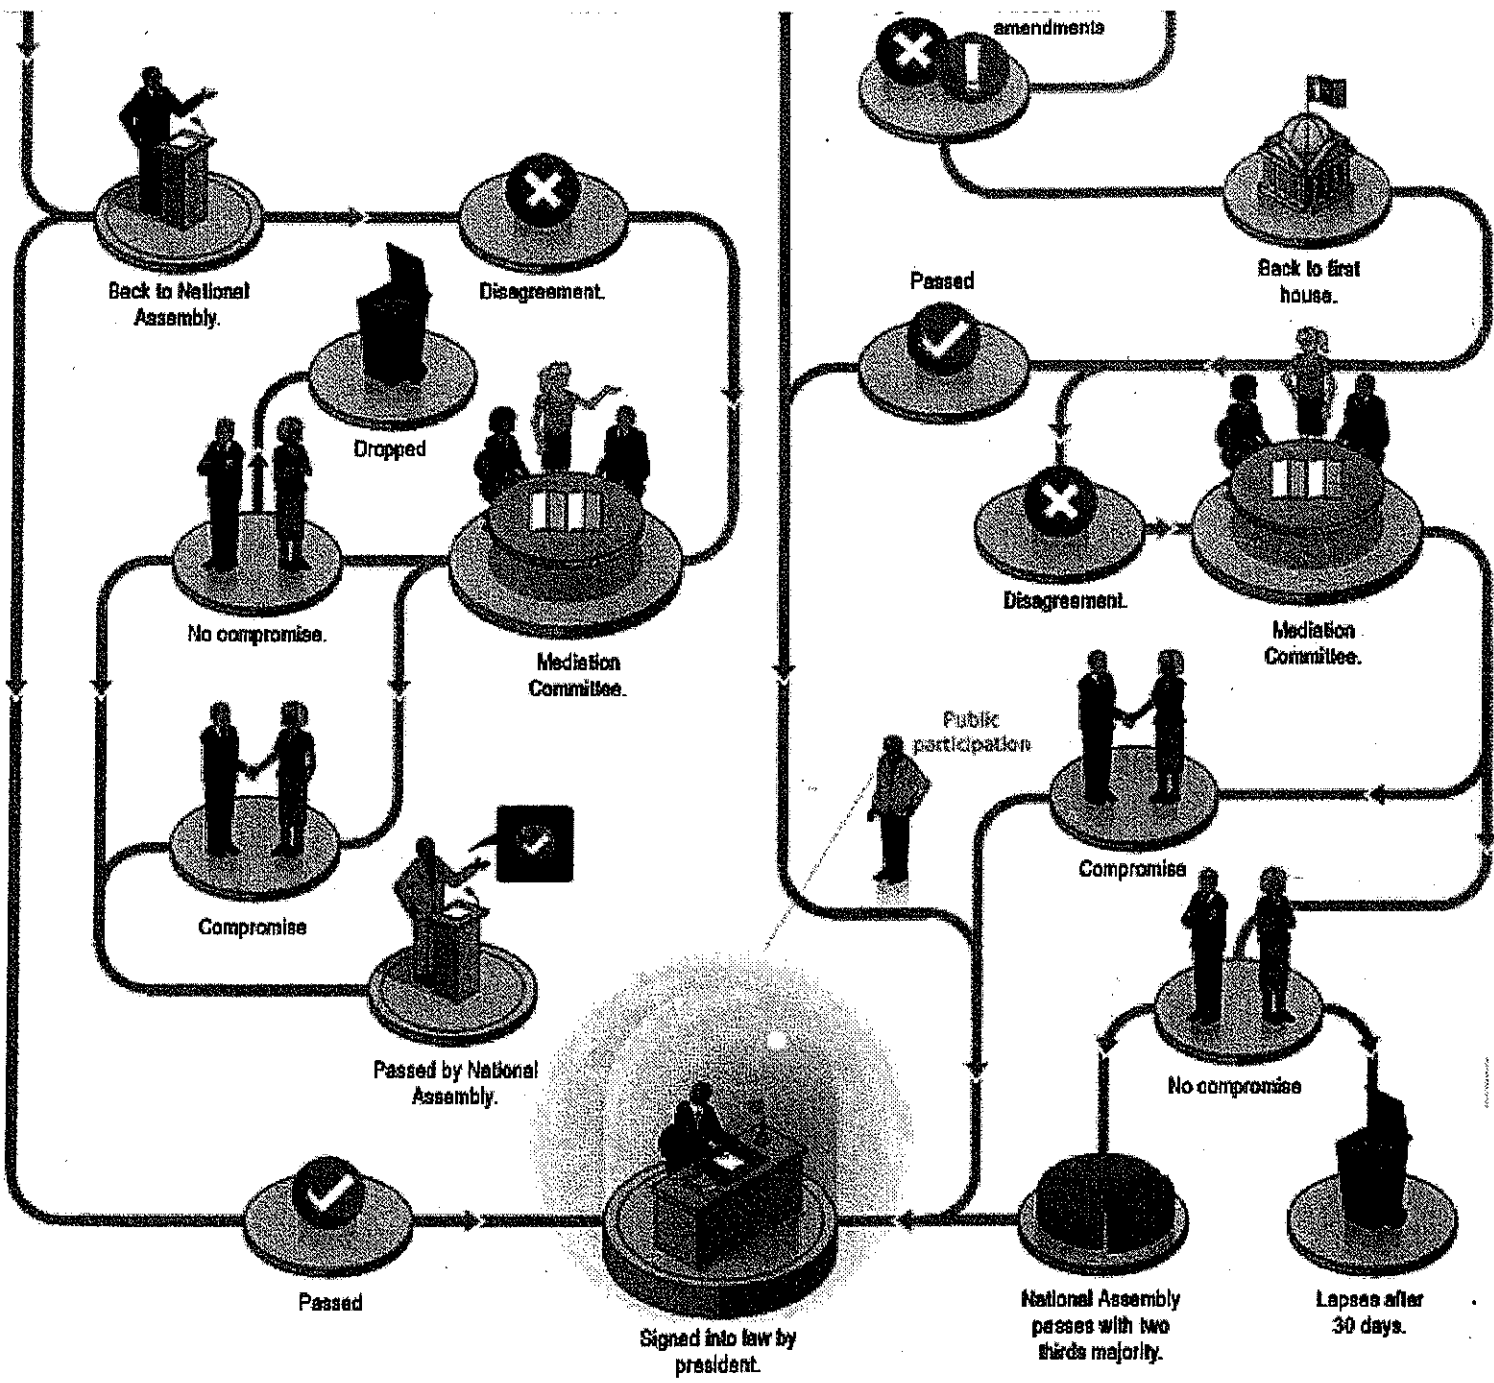 amendments
Back to National
Assembly.
Disagreement.
Back to first
house.
Passed
Dropped
No compromise.
Mediation
Committee.
Disagreement.
Mediation
Committee.
Public
participation
Compromise
Compromise
Passed by National
Assembly.
No compromise
Passed
Signed into law by
president.
National Assembly
passes with two
thirds majority.
Lapses after
30 days.